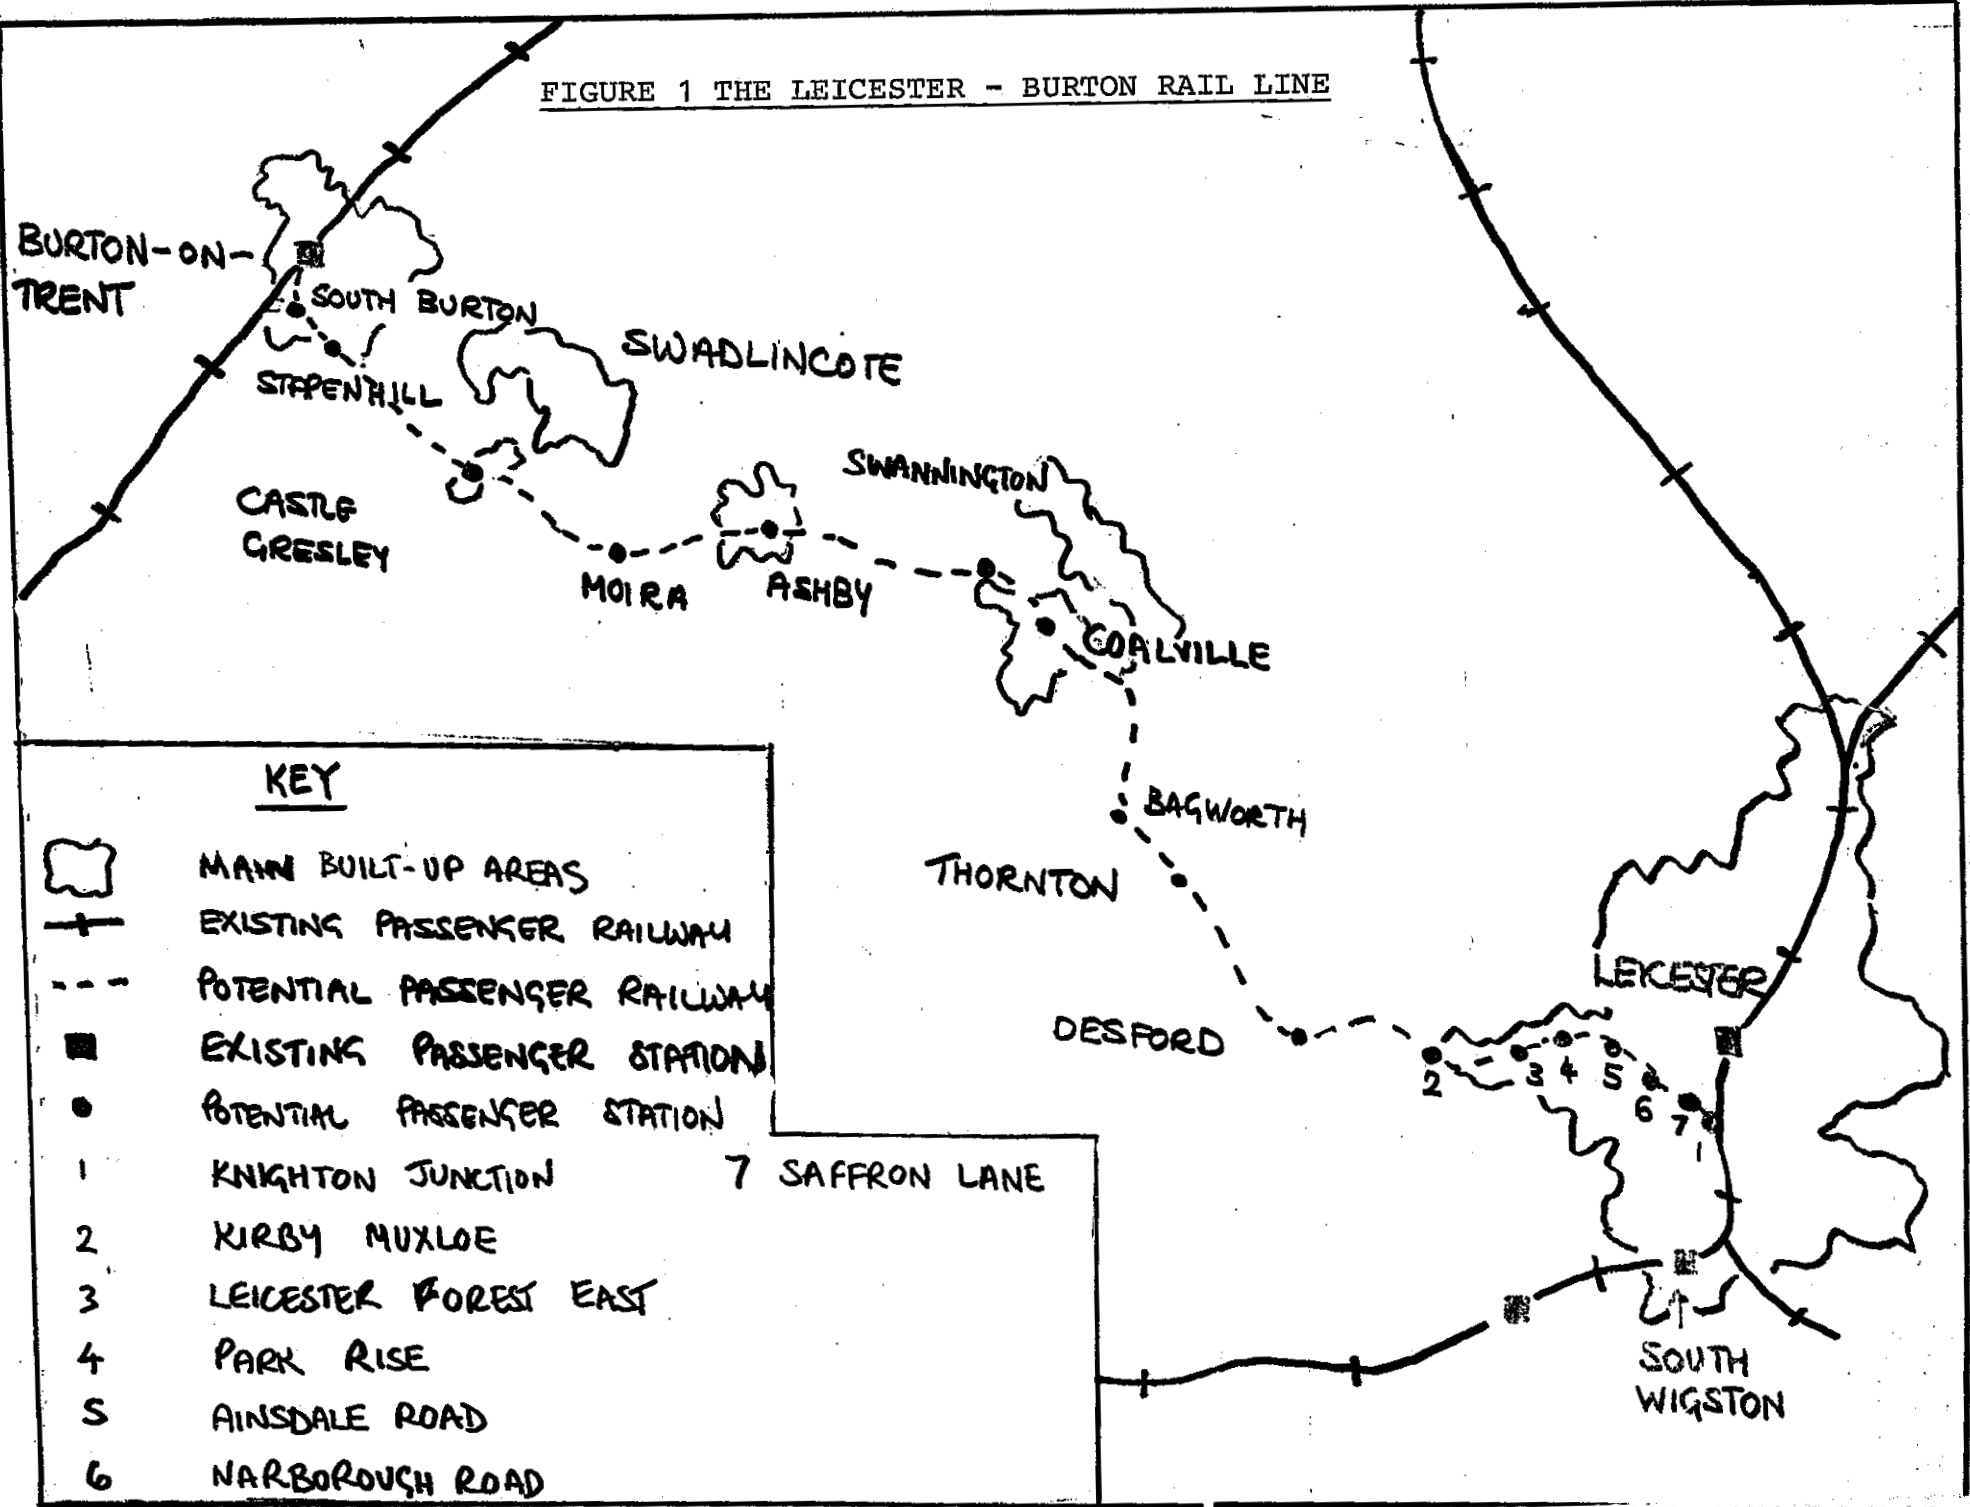 FIGURE 1 THE LEICESTER - BURTON RAIL LINE
BURTON-ON-
TRENT
SOUTH BURTON
STAPENHILL
SWADLINCOTE
CASTLE
GRESLEY
MOIRA
ASHBY
SWANNINGTON
COALVILLE
BAGWORTH
THORNTON
DESFORD
LEICESTER
2
3
4
5
6
7
SOUTH
WIGSTON
KEY
MAIN BUILT-UP AREAS
EXISTING PASSENGER RAILWAY
POTENTIAL PASSENGER RAILWAY
EXISTING PASSENGER STATION
POTENTIAL PASSENGER STATION
1 KNIGHTON JUNCTION
7 SAFFRON LANE
2 KIRBY MUXLOE
3 LEICESTER FOREST EAST
4 PARK RISE
5 AINSDALE ROAD
6 NARBOROUGH ROAD